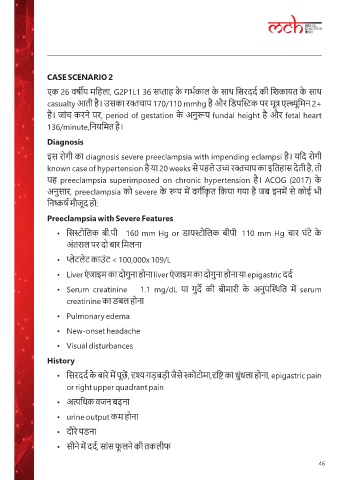 mch
CASE SCENARIO 2
एक 26 वर्षीय महिला, G2P1L1 36 सप्ताह के गर्भकाल के साथ सिरदर्द की शिकायत के साथ
casualty आती है। उसका रक्तचाप 170/110 mmhg है और डिपस्टिक पर मूत्र एल्ब्यूमिन 2+
है। जांच करने पर, period of gestation के अनुरूप fundal height है और fetal heart
136/minute,नियमित है।
Diagnosis
इस रोगी का diagnosis severe preeclampsia with impending eclampsi है। यदि रोगी
known case of hypertension है या 20 weeks से पहले उच्च रक्तचाप का इतिहास देती है, तो
यह preeclampsia superimposed on chronic hypertension है। ACOG (2017) के
अनुसार, preeclampsia को severe के रूप में वर्गीकृत किया गया है जब इनमें से कोई भी
निष्कर्ष मौजूद हो:
Preeclampsia with Severe Features
• सिस्टोलिक बी.पी 160 mm Hg or डायस्टोलिक बीपी 110 mm Hg चार घंटे के
अंतराल पर दो बार मिलना
• प्लेटलेट काउंट < 100,000x 109/L
• Liver एंजाइम का दोगुना होना liver एंजाइम का दोगुना होना या epigastric दर्द
• Serum creatinine 1.1 mg/dL या गुर्दे की बीमारी के अनुपस्थिति में serum
creatinine का डबल होना
• Pulmonary edema
• New-onset headache
• Visual disturbances
History
• सिरदर्द के बारे में पूछें, दृश्य गड़बड़ी जैसे स्कोटोमा,दृष्टि का धुंधला होना, epigastric pain
or right upper quadrant pain
• अत्यधिक वजन बढ़ना
• urine output कम होना
• दौरे पडना
• सीने में दर्द, सांस फूलने की तकलीफ
46